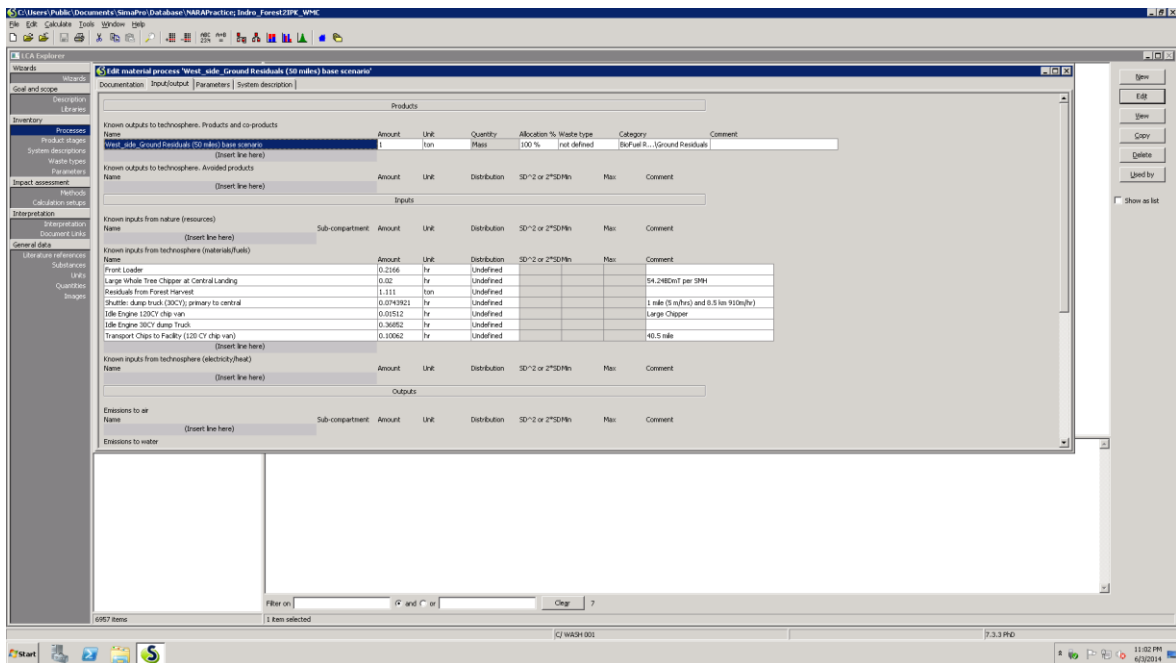 C:\Users\Public\Documents\SimaPro\Database\NARAPractice; Indro_Forest2IPK_WMC
File Edit Calculate Tools Window Help
LCA Explorer
Wizards
Wizards
Goal and scope
Description
Libraries
Inventory
Processes
Product stages
System descriptions
Waste types
Parameters
Impact assessment
Methods
Calculation setups
Interpretation
Interpretation
Document Links
General data
Literature references
Substances
Units
Quantities
Images
Edit material process 'West_side_Ground Residuals (50 miles) base scenario'
Documentation Input/output Parameters System description
Products
Known outputs to technosphere. Products and co-products
Name Amount Unit Quantity Allocation % Waste type Category Comment
West_side_Ground Residuals (50 miles) base scenario 1 ton Mass 100 % not defined BioFuel R...\Ground Residuals
(Insert line here)
Known outputs to technosphere. Avoided products
Name Amount Unit Distribution SD^2 or 2*SDMin Max Comment
(Insert line here)
Inputs
Known inputs from nature (resources)
Name Sub-compartment Amount Unit Distribution SD^2 or 2*SDMin Max Comment
(Insert line here)
Known inputs from technosphere (materials/fuels)
Name Amount Unit Distribution SD^2 or 2*SDMin Max Comment
Front Loader 0.2166 hr Undefined
Large Whole Tree Chipper at Central Landing 0.02 hr Undefined 54.24BDmT per SMH
Residuals from Forest Harvest 1.111 ton Undefined
Shuttle: dump truck (30CY); primary to central 0.0743921 hr Undefined 1 mile (5 m/hrs) and 8.5 km 910m/hr)
Idle Engine 120CY chip van 0.01512 hr Undefined Large Chipper
Idle Engine 30CY dump Truck 0.36852 hr Undefined
Transport Chips to Facility (120 CY chip van) 0.10062 hr Undefined 40.5 mile
(Insert line here)
Known inputs from technosphere (electricity/heat)
Name Amount Unit Distribution SD^2 or 2*SDMin Max Comment
(Insert line here)
Outputs
Emissions to air
Name Sub-compartment Amount Unit Distribution SD^2 or 2*SDMin Max Comment
(Insert line here)
Emissions to water
New
Edit
View
Copy
Delete
Used by
Show as list
Filter on and or Clear 7
6957 items 1 item selected
C/ WASH 001 7.3.3 PhD
Start
11:02 PM
6/3/2014